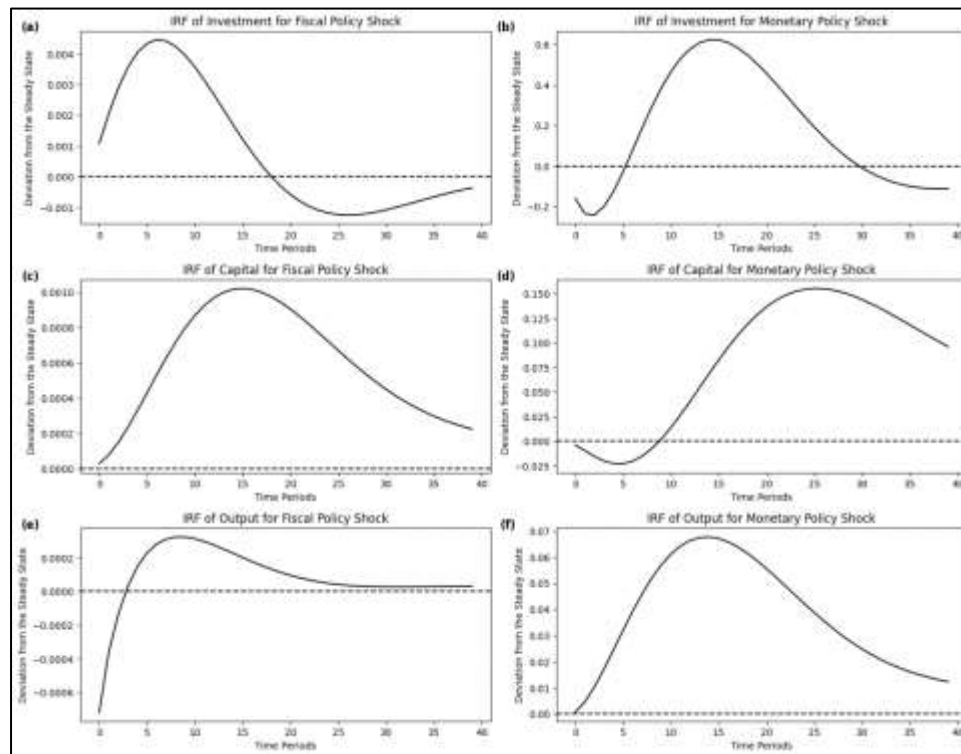 (a) IRF of Investment for Fiscal Policy Shock
Deviation from the Steady State
0.004
0.003
0.002
0.001
0.000
−0.001
0 5 10 15 20 25 30 35 40
Time Periods
(b) IRF of Investment for Monetary Policy Shock
Deviation from the Steady State
0.6
0.4
0.2
0.0
−0.2
0 5 10 15 20 25 30 35 40
Time Periods
(c) IRF of Capital for Fiscal Policy Shock
Deviation from the Steady State
0.0010
0.0008
0.0006
0.0004
0.0002
0.0000
0 5 10 15 20 25 30 35 40
Time Periods
(d) IRF of Capital for Monetary Policy Shock
Deviation from the Steady State
0.150
0.125
0.100
0.075
0.050
0.025
0.000
−0.025
0 5 10 15 20 25 30 35 40
Time Periods
(e) IRF of Output for Fiscal Policy Shock
Deviation from the Steady State
0.0002
0.0000
−0.0002
−0.0004
−0.0006
0 5 10 15 20 25 30 35 40
Time Periods
(f) IRF of Output for Monetary Policy Shock
Deviation from the Steady State
0.07
0.06
0.05
0.04
0.03
0.02
0.01
0.00
0 5 10 15 20 25 30 35 40
Time Periods